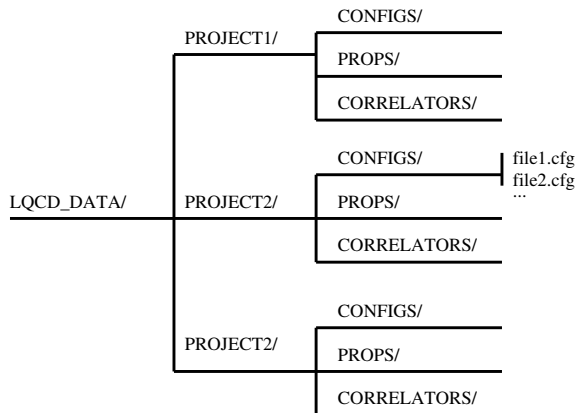 CONFIGS/
PROJECT1/
PROPS/
CORRELATORS/
CONFIGS/
file1.cfg
file2.cfg
...
LQCD_DATA/
PROJECT2/
PROPS/
CORRELATORS/
CONFIGS/
PROJECT2/
PROPS/
CORRELATORS/